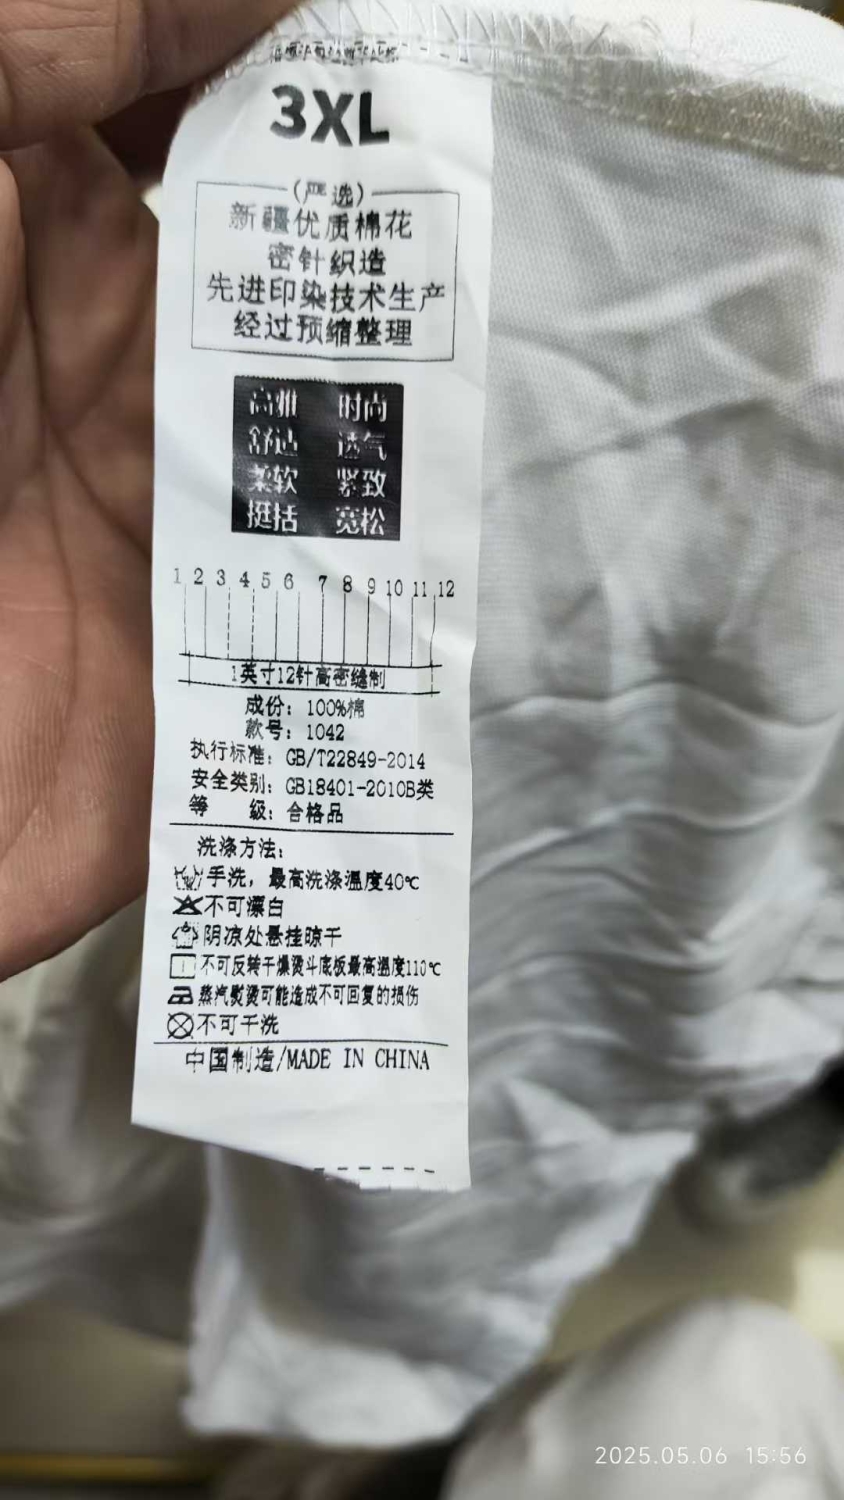 3XL
(严选)
新疆优质棉花
密针织造
先进印染技术生产
经过预缩整理
高雅 时尚
舒适 透气
柔软 紧致
挺括 宽松
1 2 3 4 5 6 7 8 9 10 11 12
1英寸12针高密缝制
成份：100%棉
款号：1042
执行标准：GB/T22849-2014
安全类别：GB18401-2010B类
等 级：合格品
洗涤方法：
手洗，最高洗涤温度40℃
不可漂白
阴凉处悬挂晾干
不可反转干燥烫斗底板最高温度110℃
蒸汽熨烫可能造成不可回复的损伤
不可干洗
中国制造/MADE IN CHINA
2025.05.06 15:56